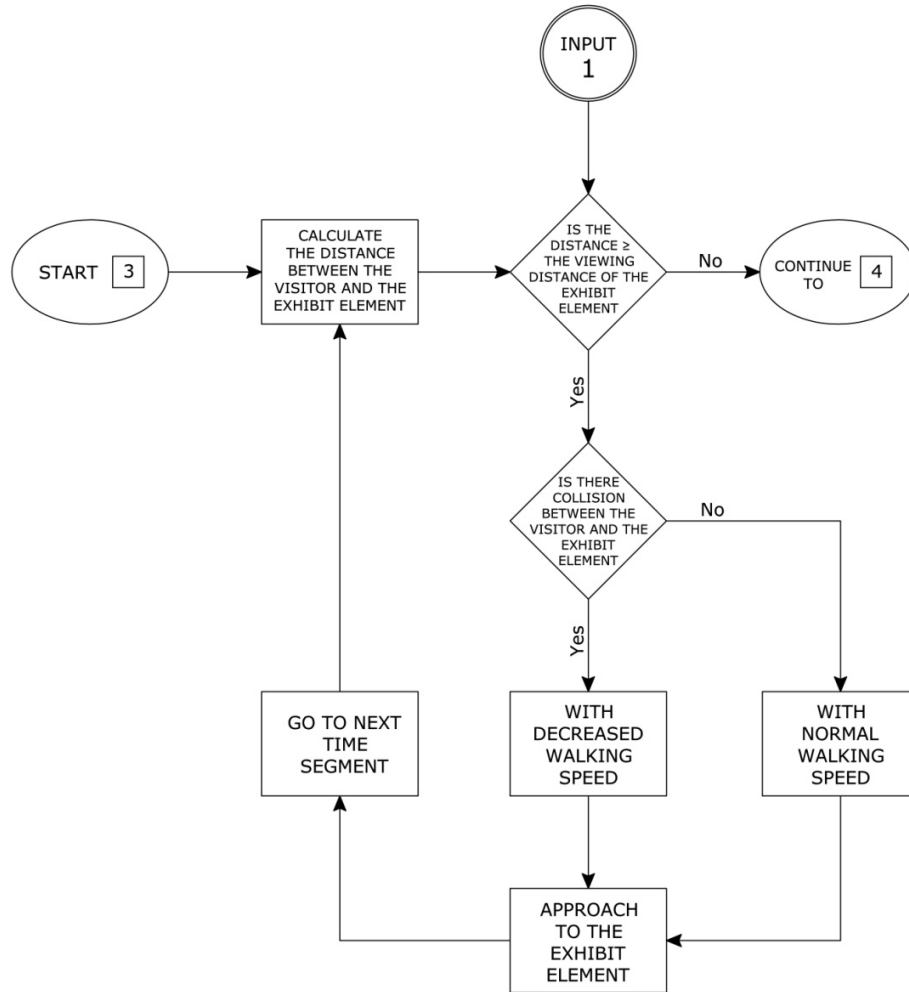 INPUT
1
START 3
CALCULATE
THE DISTANCE
BETWEEN THE
VISITOR AND THE
EXHIBIT ELEMENT
IS THE
DISTANCE ≥
THE VIEWING
DISTANCE OF THE
EXHIBIT
ELEMENT
No
CONTINUE
TO 4
Yes
IS THERE
COLLISION
BETWEEN THE
VISITOR AND THE
EXHIBIT
ELEMENT
No
Yes
GO TO NEXT
TIME
SEGMENT
WITH
DECREASED
WALKING
SPEED
WITH
NORMAL
WALKING
SPEED
APPROACH
TO THE
EXHIBIT
ELEMENT